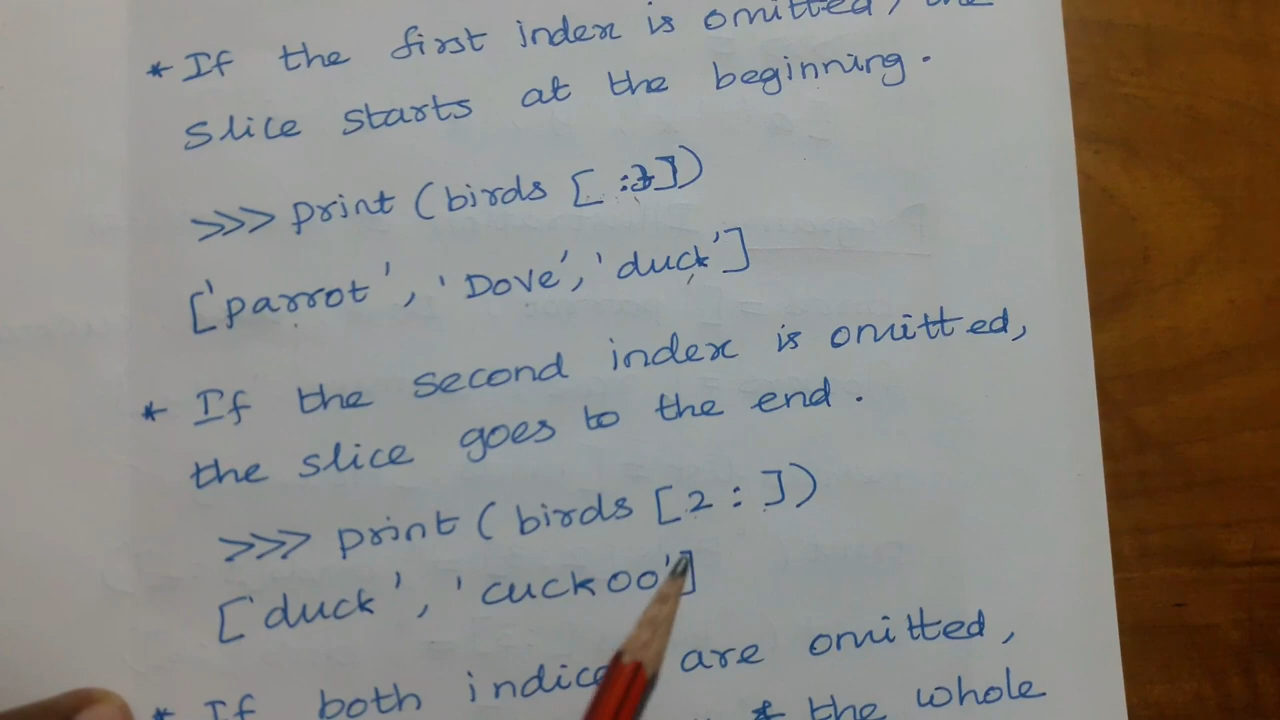 * If the first index is omitted, the
slice starts at the beginning.
>>> print (birds [ :3])
['parrot', 'Dove', 'duck']
* If the second index is omitted,
the slice goes to the end.
>>> print (birds [2 : ])
['duck', 'cuckoo']
* If both are omitted,
the whole